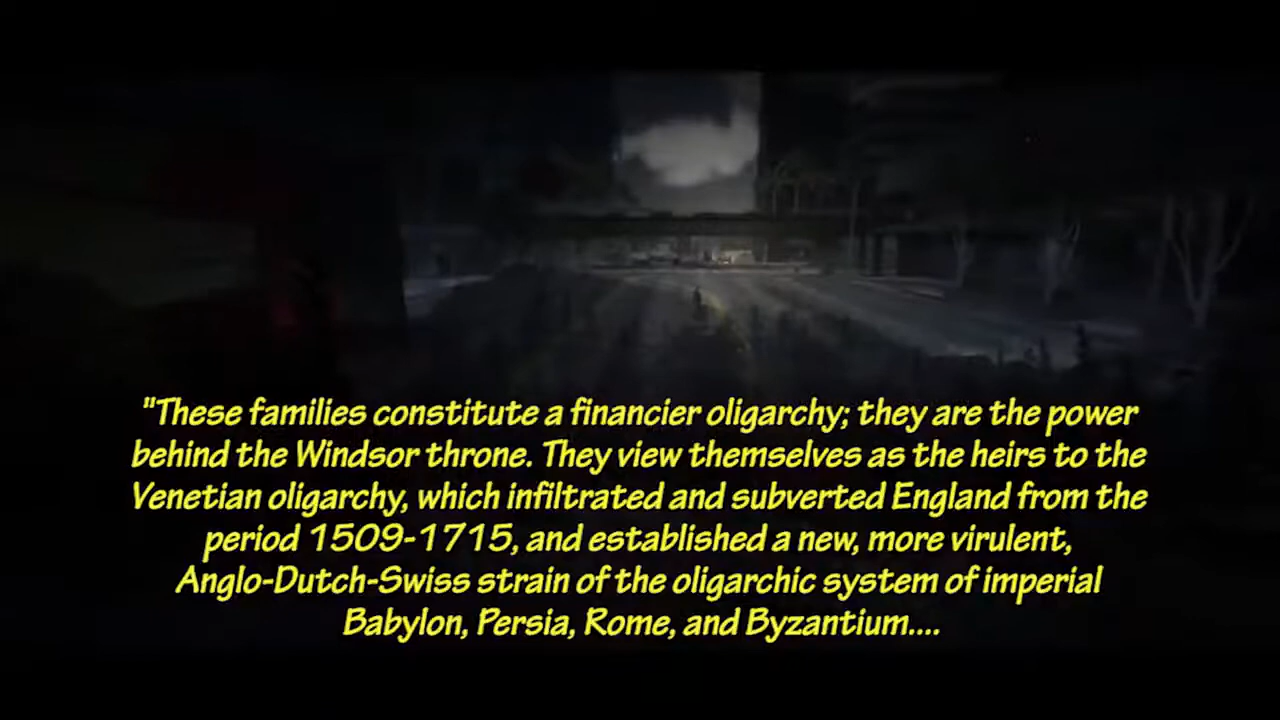 "These families constitute a financier oligarchy; they are the power
behind the Windsor throne. They view themselves as the heirs to the
Venetian oligarchy, which infiltrated and subverted England from the
period 1509-1715, and established a new, more virulent,
Anglo-Dutch-Swiss strain of the oligarchic system of imperial
Babylon, Persia, Rome, and Byzantium....